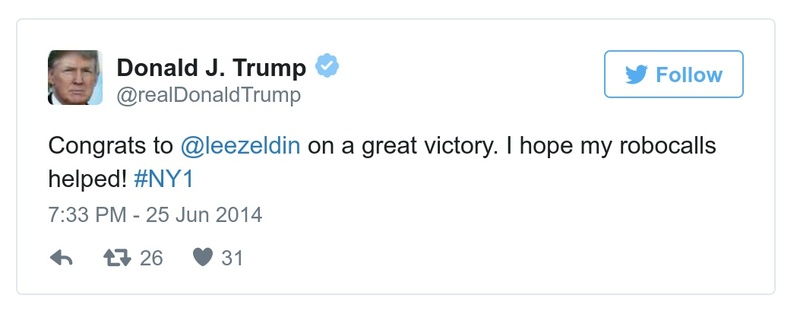 Donald J. Trump
@realDonaldTrump
Follow
Congrats to @leezeldin on a great victory. I hope my robocalls
helped! #NY1
7:33 PM - 25 Jun 2014
26 31